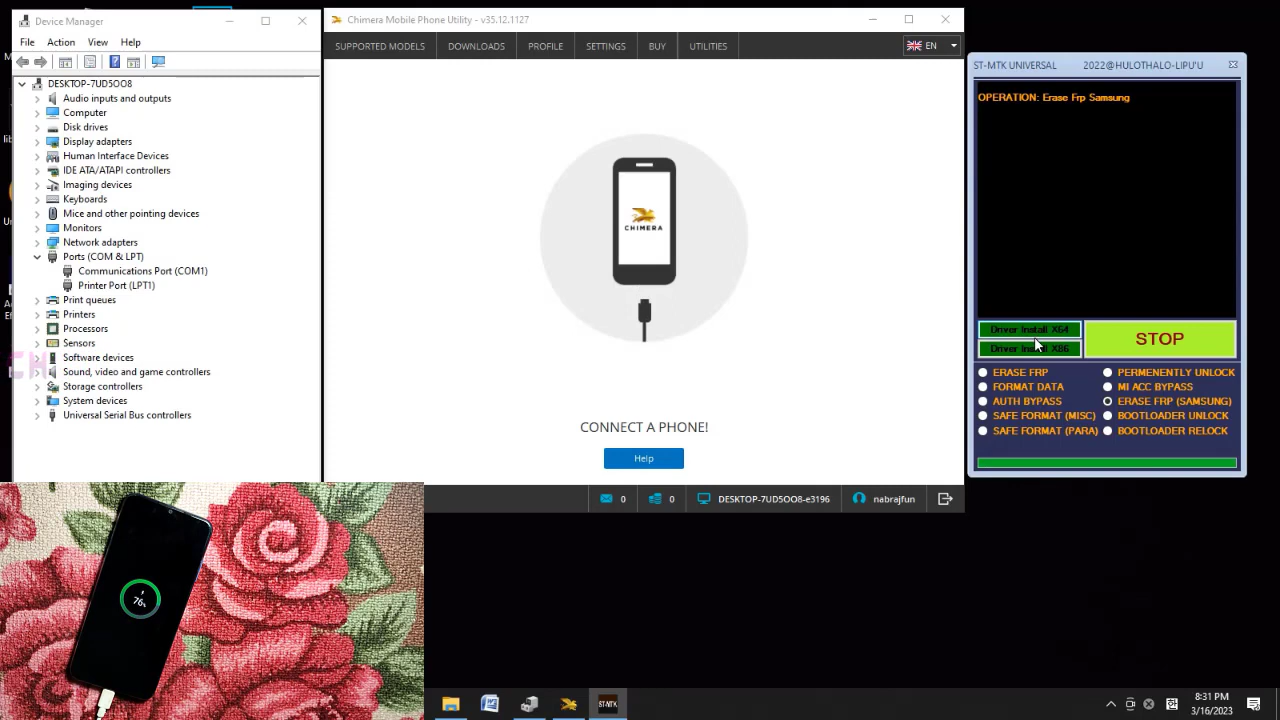 Device Manager
File Action View Help
DESKTOP-7UD5OO8
Audio inputs and outputs
Computer
Disk drives
Display adapters
Human Interface Devices
IDE ATA/ATAPI controllers
Imaging devices
Keyboards
Mice and other pointing devices
Monitors
Network adapters
Ports (COM & LPT)
Communications Port (COM1)
Printer Port (LPT1)
Print queues
Printers
Processors
Sensors
Software devices
Sound, video and game controllers
Storage controllers
System devices
Universal Serial Bus controllers
Chimera Mobile Phone Utility - v35.12.1127
SUPPORTED MODELS DOWNLOADS PROFILE SETTINGS BUY UTILITIES EN
CHIMERA
CONNECT A PHONE!
Help
0 0 DESKTOP-7UD5OO8-e3196 nabrajfun
ST-MTK UNIVERSAL 2022@HULOTHALO-LIPU'U
OPERATION: Erase Frp Samsung
Driver Install X64
Driver Install X86
STOP
ERASE FRP PERMENENTLY UNLOCK
FORMAT DATA MI ACC BYPASS
AUTH BYPASS ERASE FRP (SAMSUNG)
SAFE FORMAT (MISC) BOOTLOADER UNLOCK
SAFE FORMAT (PARA) BOOTLOADER RELOCK
76%
ST-MTK
8:31 PM
3/16/2023